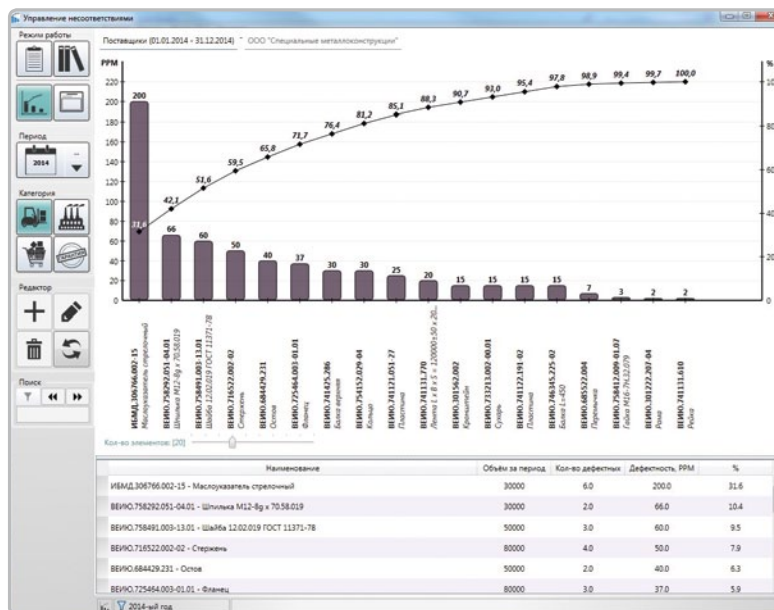 Управление несоответствиями
Режим работы
Период
2014
Категория
ГАРАНТИЯ
Редактор
Поиск
Поставщики (01.01.2014 - 31.12.2014)
ООО "Специальные металлоконструкции"
PPM
%
220
200
180
160
140
120
100
80
60
40
20
0
80
60
40
20
0
200
66
60
50
40
37
30
30
25
20
15
15
15
15
7
3
2
2
31,6
42,1
51,6
59,5
65,8
71,7
76,4
81,2
85,1
88,3
90,7
93,0
95,4
97,8
98,9
99,4
99,7
100,0
ИБМД.306766.002-15
Маслоуказатель стрелочный
ВЕИЮ.758292.051-04.01
Шпилька М12-8g x 70.58.019
ВЕИЮ.758491.003-13.01
Шайба 12.02.019 ГОСТ 11371-78
ВЕИЮ.716522.002-02
Стержень
ВЕИЮ.684429.231
Остов
ВЕИЮ.725464.003-01.01
Фланец
ВЕИЮ.741425.286
Балка верхняя
ВЕИЮ.754152.029-04
Кольцо
ВЕИЮ.741121.051-27
Пластина
ВЕИЮ.741131.770
Лента L x B x S = 120000±50 x 20...
ВЕИЮ.301562.002
Кронштейн
ВЕИЮ.733213.002-00.01
Сухарь
ВЕИЮ.741122.191-02
Пластина
ВЕИЮ.746345.225-02
Балка L=450
ВЕИЮ.685522.004
Перемычка
ВЕИЮ.758412.009-01.07
Гайка М16-7Н.32.079
ВЕИЮ.301222.207-04
Рама
ВЕИЮ.741131.610
Рейка
Кол-во элементов: [20]
Наименование Объём за период Кол-во дефектных Дефектность, PPM %
ИБМД.306766.002-15 - Маслоуказатель стрелочный 30000 6.0 200.0 31.6
ВЕИЮ.758292.051-04.01 - Шпилька М12-8g x 70.58.019 30000 2.0 66.0 10.4
ВЕИЮ.758491.003-13.01 - Шайба 12.02.019 ГОСТ 11371-78 50000 3.0 60.0 9.5
ВЕИЮ.716522.002-02 - Стержень 80000 4.0 50.0 7.9
ВЕИЮ.684429.231 - Остов 50000 2.0 40.0 6.3
ВЕИЮ.725464.003-01.01 - Фланец 80000 3.0 37.0 5.9
2014-ый год